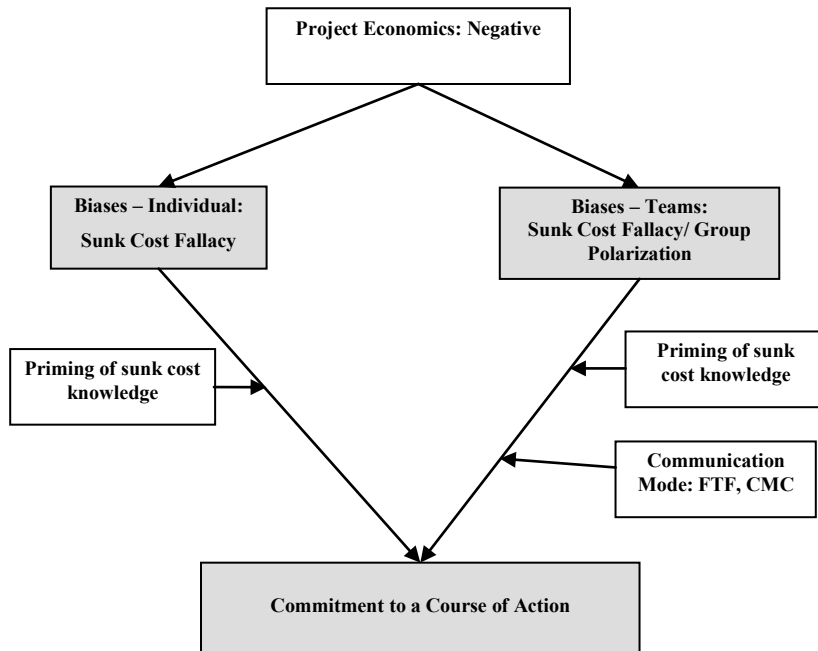 Project Economics: Negative
Biases – Individual:
Sunk Cost Fallacy
Biases – Teams:
Sunk Cost Fallacy/ Group
Polarization
Priming of sunk cost
knowledge
Priming of sunk
cost knowledge
Communication
Mode: FTF, CMC
Commitment to a Course of Action